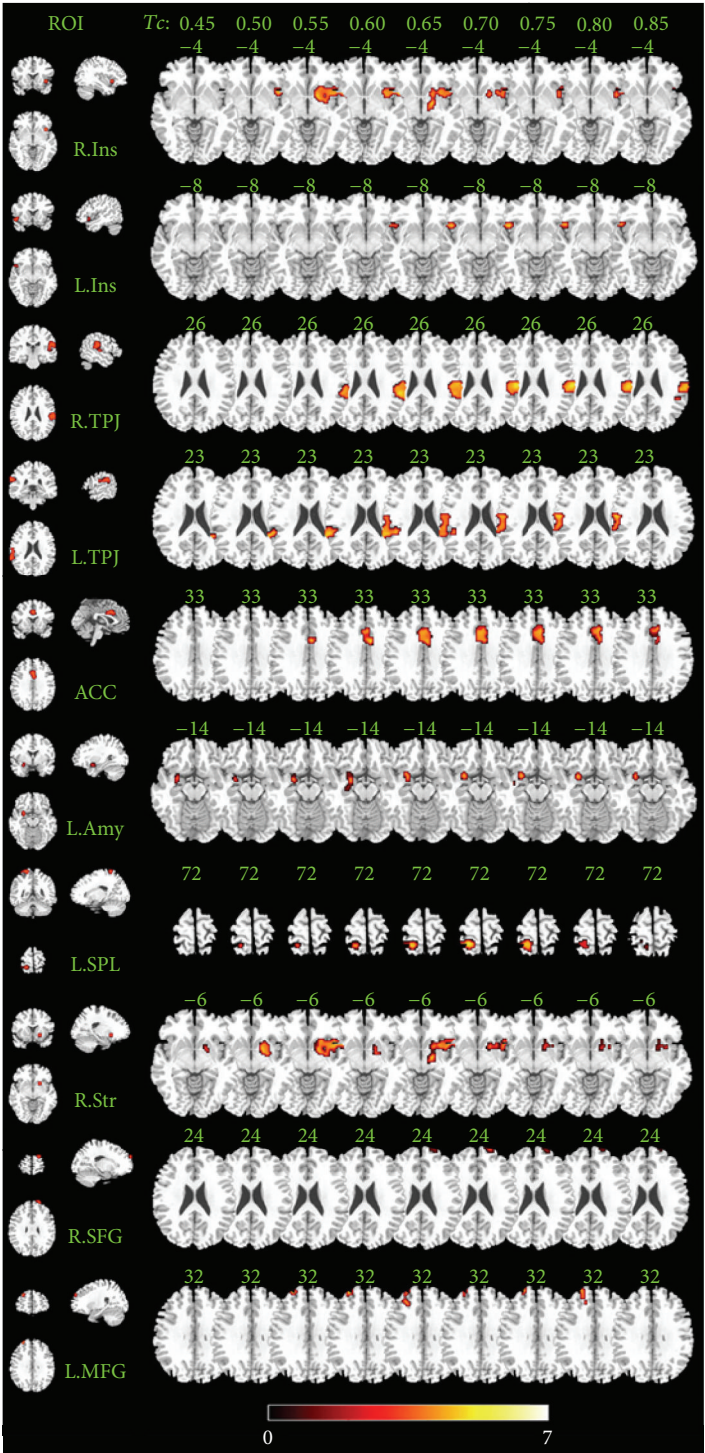 ROI Tc: 0.45 0.50 0.55 0.60 0.65 0.70 0.75 0.80 0.85
−4 −4 −4 −4 −4 −4 −4 −4 −4
R.Ins
−8 −8 −8 −8 −8 −8 −8 −8 −8
L.Ins
26 26 26 26 26 26 26 26 26
R.TPJ
23 23 23 23 23 23 23 23 23
L.TPJ
33 33 33 33 33 33 33 33 33
ACC
−14 −14 −14 −14 −14 −14 −14 −14 −14
L.Amy
72 72 72 72 72 72 72 72 72
L.SPL
−6 −6 −6 −6 −6 −6 −6 −6 −6
R.Str
24 24 24 24 24 24 24 24 24
R.SFG
32 32 32 32 32 32 32 32 32
L.MFG
0 7